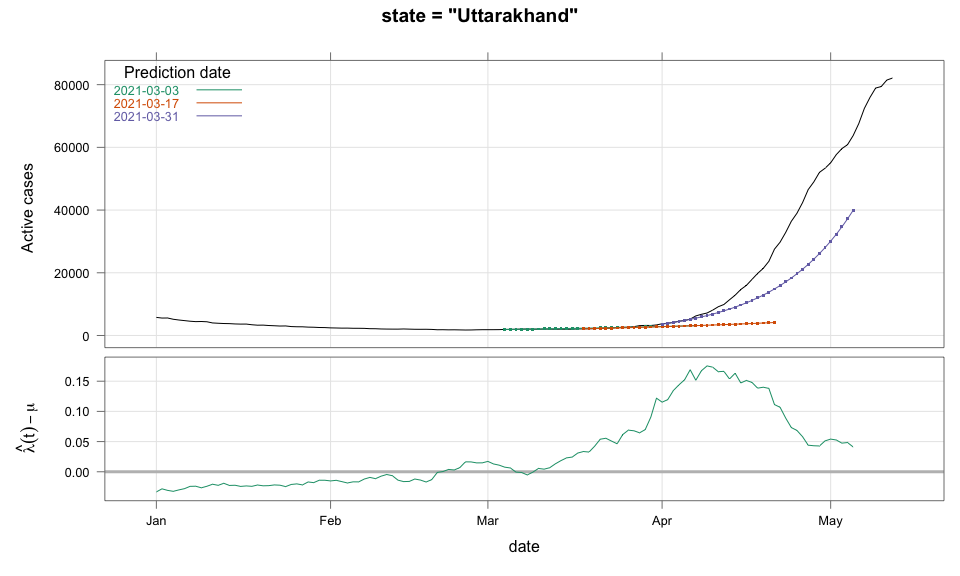 state = "Uttarakhand"
Prediction date
2021-03-03
2021-03-17
2021-03-31
Active cases
80000
60000
40000
20000
0
λ̂(t) − μ
0.15
0.10
0.05
0.00
Jan Feb Mar Apr May
date